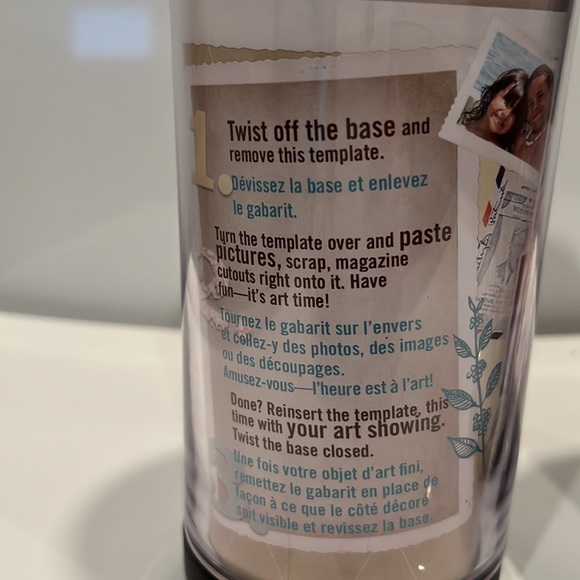 1.
Twist off the base and
remove this template.
Dévissez la base et enlevez
le gabarit.
Turn the template over and paste
pictures, scrap, magazine
cutouts right onto it. Have
fun—it's art time!
Tournez le gabarit sur l'envers
et collez-y des photos, des images
ou des découpages.
Amusez-vous—l'heure est à l'art!
3
Done? Reinsert the template, this
time with your art showing.
Twist the base closed.
Une fois votre objet d'art fini,
remettez le gabarit en place de
façon à ce que le côté décoré
soit visible et revissez la base.